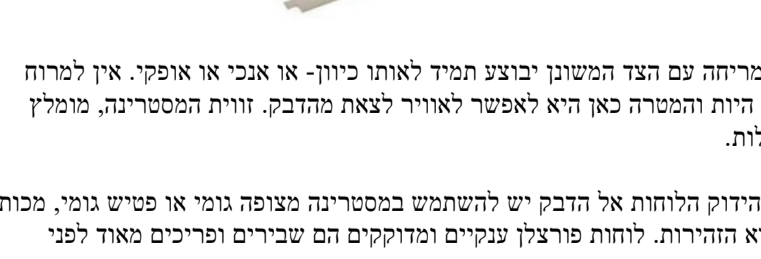 מריחה עם הצד המשונן יבוצע תמיד לאותו כיוון- או אנכי או אופקי. אין למרוח
היות והמטרה כאן היא לאפשר לאוויר לצאת מהדבק. זווית המסטרינה, מומלץ
הידוק הלוחות אל הדבק יש להשתמש במסטרינה מצופה גומי או פטיש גומי, מכות
הזהירות. לוחות פורצלן ענקיים ומדוקקים הם שבירים ופריכים מאוד לפני